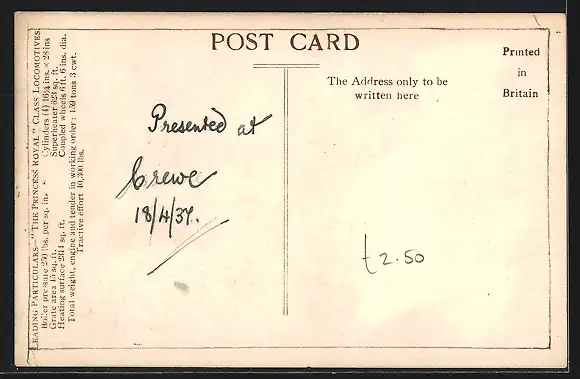 POST CARD
Printed
in
Britain
The Address only to be
written here
Presented at
Crewe
18/4/37.
£2.50
LEADING PARTICULARS—"THE PRINCESS ROYAL" CLASS LOCOMOTIVES
Cylinders (4) 16¼ ins. × 28 ins
Boiler pressure 250 lbs. per sq. in.
Superheater 623 sq. ft.
Grate area 45 sq. ft.
Coupled wheels 6 ft. 6 ins. dia.
Heating surface 2314 sq. ft.
Total weight, engine and tender in working order: 159 tons 3 cwt.
Tractive effort 40,300 lbs.